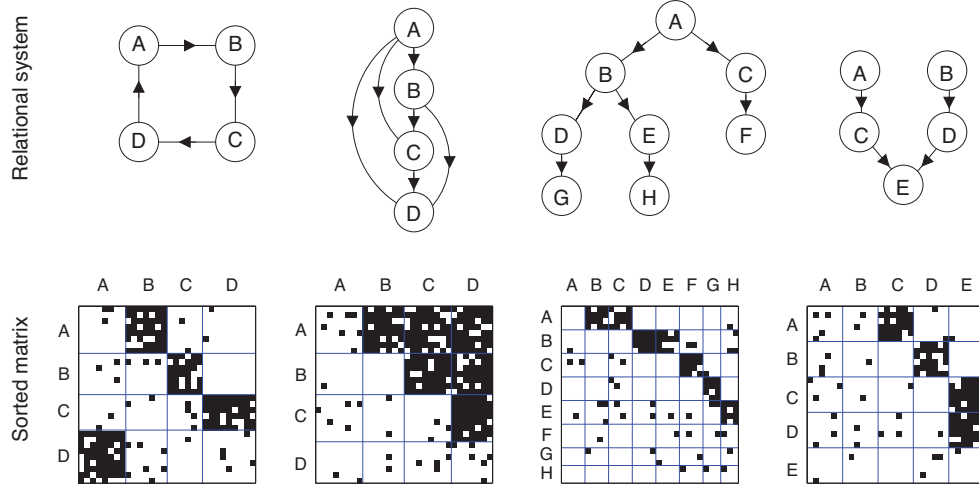 Relational system
A B
D C
A
B
C
D
A
B C
D E F
G H
A B
C D
E
Sorted matrix
A B C D
A
B
C
D
A B C D
A
B
C
D
A B C D E F G H
A
B
C
D
E
F
G
H
A B C D E
A
B
C
D
E